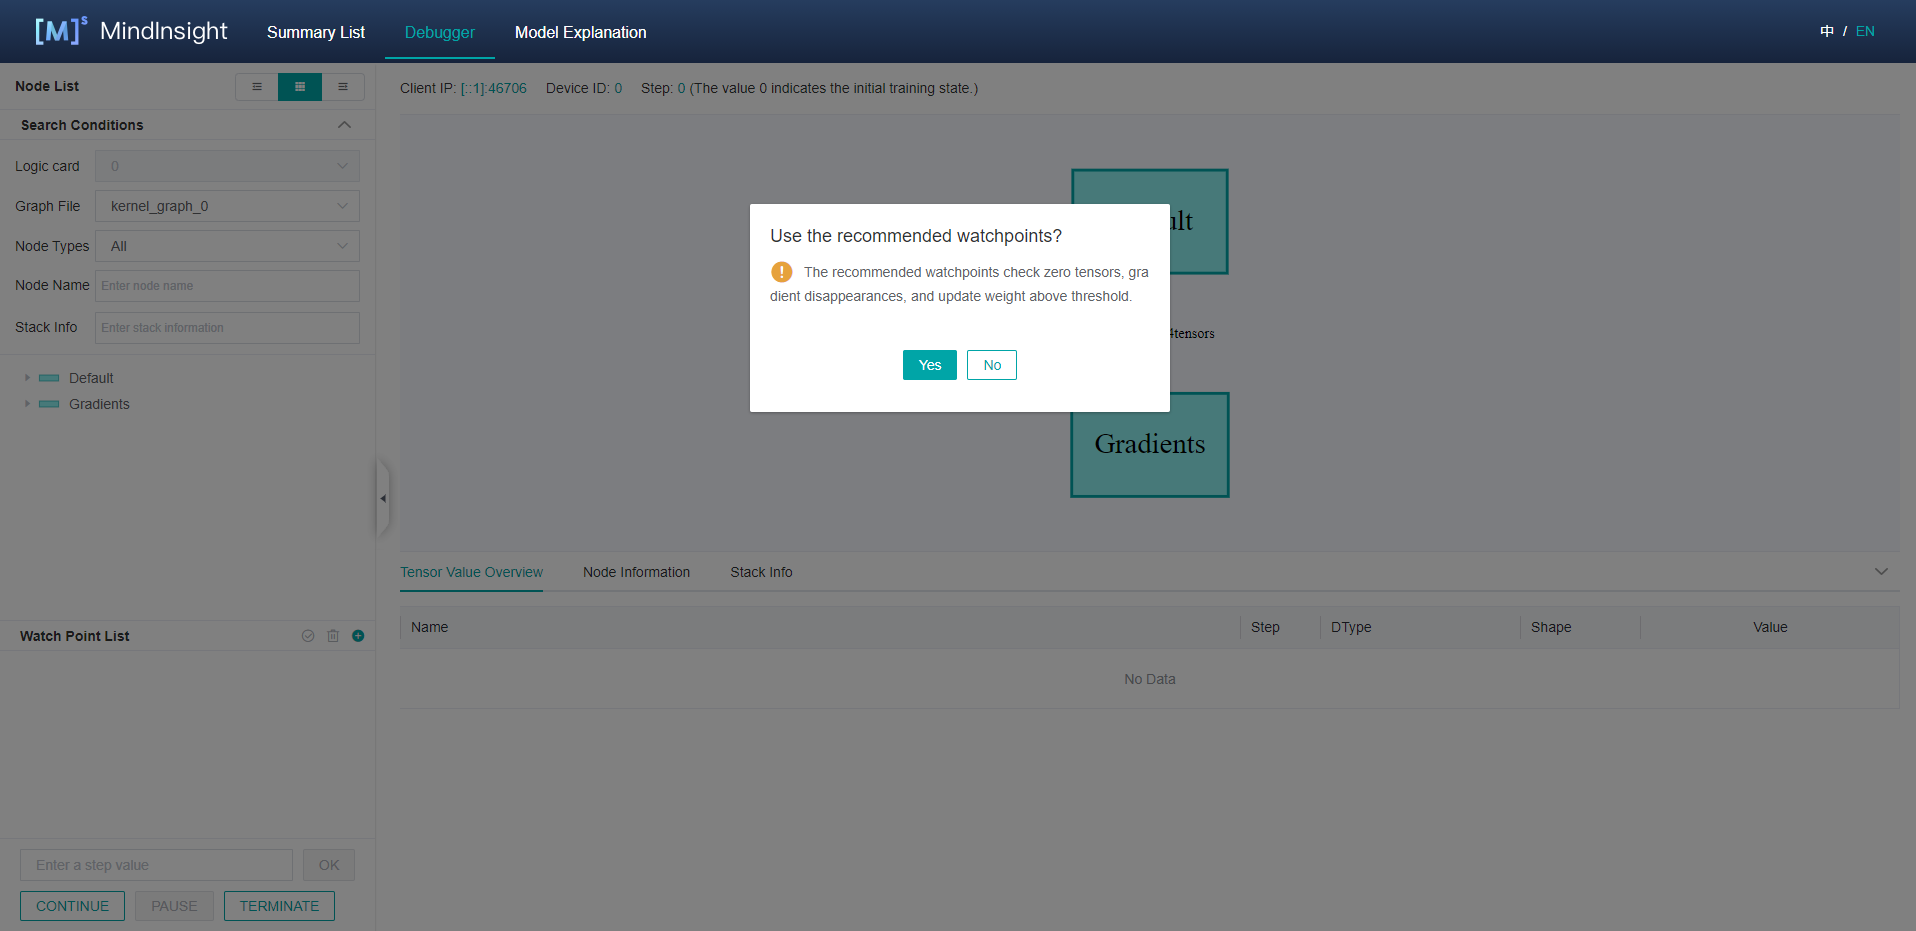 [M]s MindInsight Summary List Debugger Model Explanation 中 / EN
Node List
Client IP: [::1]:46706 Device ID: 0 Step: 0 (The value 0 indicates the initial training state.)
Search Conditions
Logic card 0
Graph File kernel_graph_0
Node Types All
Node Name Enter node name
Stack Info Enter stack information
Default
Gradients
ult
Use the recommended watchpoints?
The recommended watchpoints check zero tensors, gra
dient disappearances, and update weight above threshold.
Yes No
4tensors
Gradients
Tensor Value Overview Node Information Stack Info
Name Step DType Shape Value
No Data
Watch Point List
Enter a step value OK
CONTINUE PAUSE TERMINATE